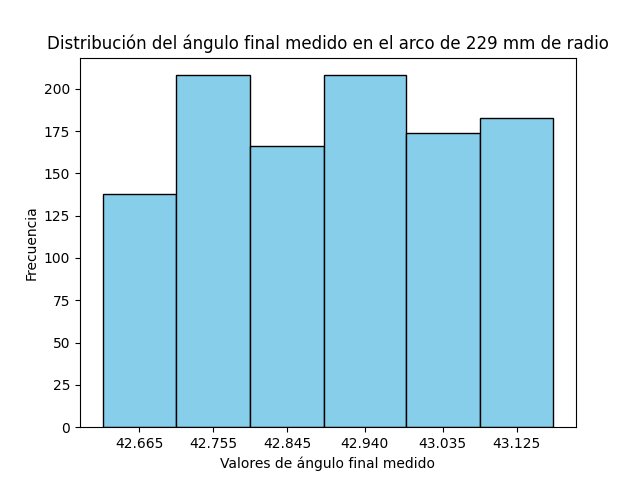 Distribución del ángulo final medido en el arco de 229 mm de radio
Frecuencia
200
175
150
125
100
75
50
25
0
42.665 42.755 42.845 42.940 43.035 43.125
Valores de ángulo final medido